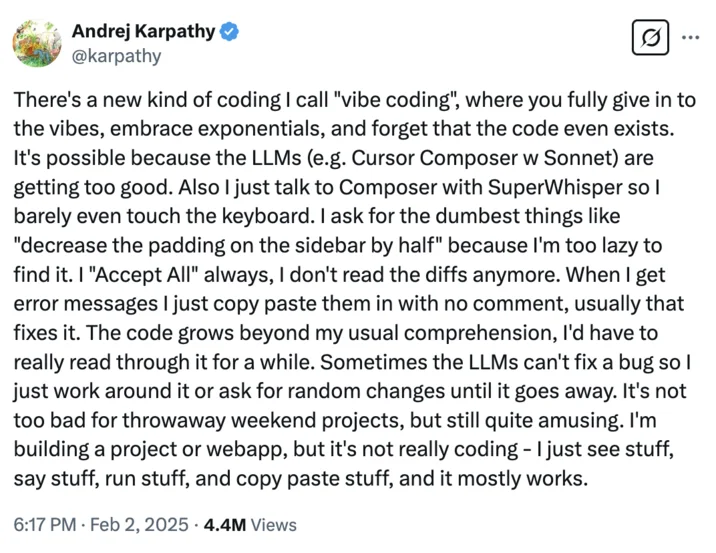 Andrej Karpathy
@karpathy
There's a new kind of coding I call "vibe coding", where you fully give in to
the vibes, embrace exponentials, and forget that the code even exists.
It's possible because the LLMs (e.g. Cursor Composer w Sonnet) are
getting too good. Also I just talk to Composer with SuperWhisper so I
barely even touch the keyboard. I ask for the dumbest things like
"decrease the padding on the sidebar by half" because I'm too lazy to
find it. I "Accept All" always, I don't read the diffs anymore. When I get
error messages I just copy paste them in with no comment, usually that
fixes it. The code grows beyond my usual comprehension, I'd have to
really read through it for a while. Sometimes the LLMs can't fix a bug so I
just work around it or ask for random changes until it goes away. It's not
too bad for throwaway weekend projects, but still quite amusing. I'm
building a project or webapp, but it's not really coding - I just see stuff,
say stuff, run stuff, and copy paste stuff, and it mostly works.
6:17 PM · Feb 2, 2025 · 4.4M Views